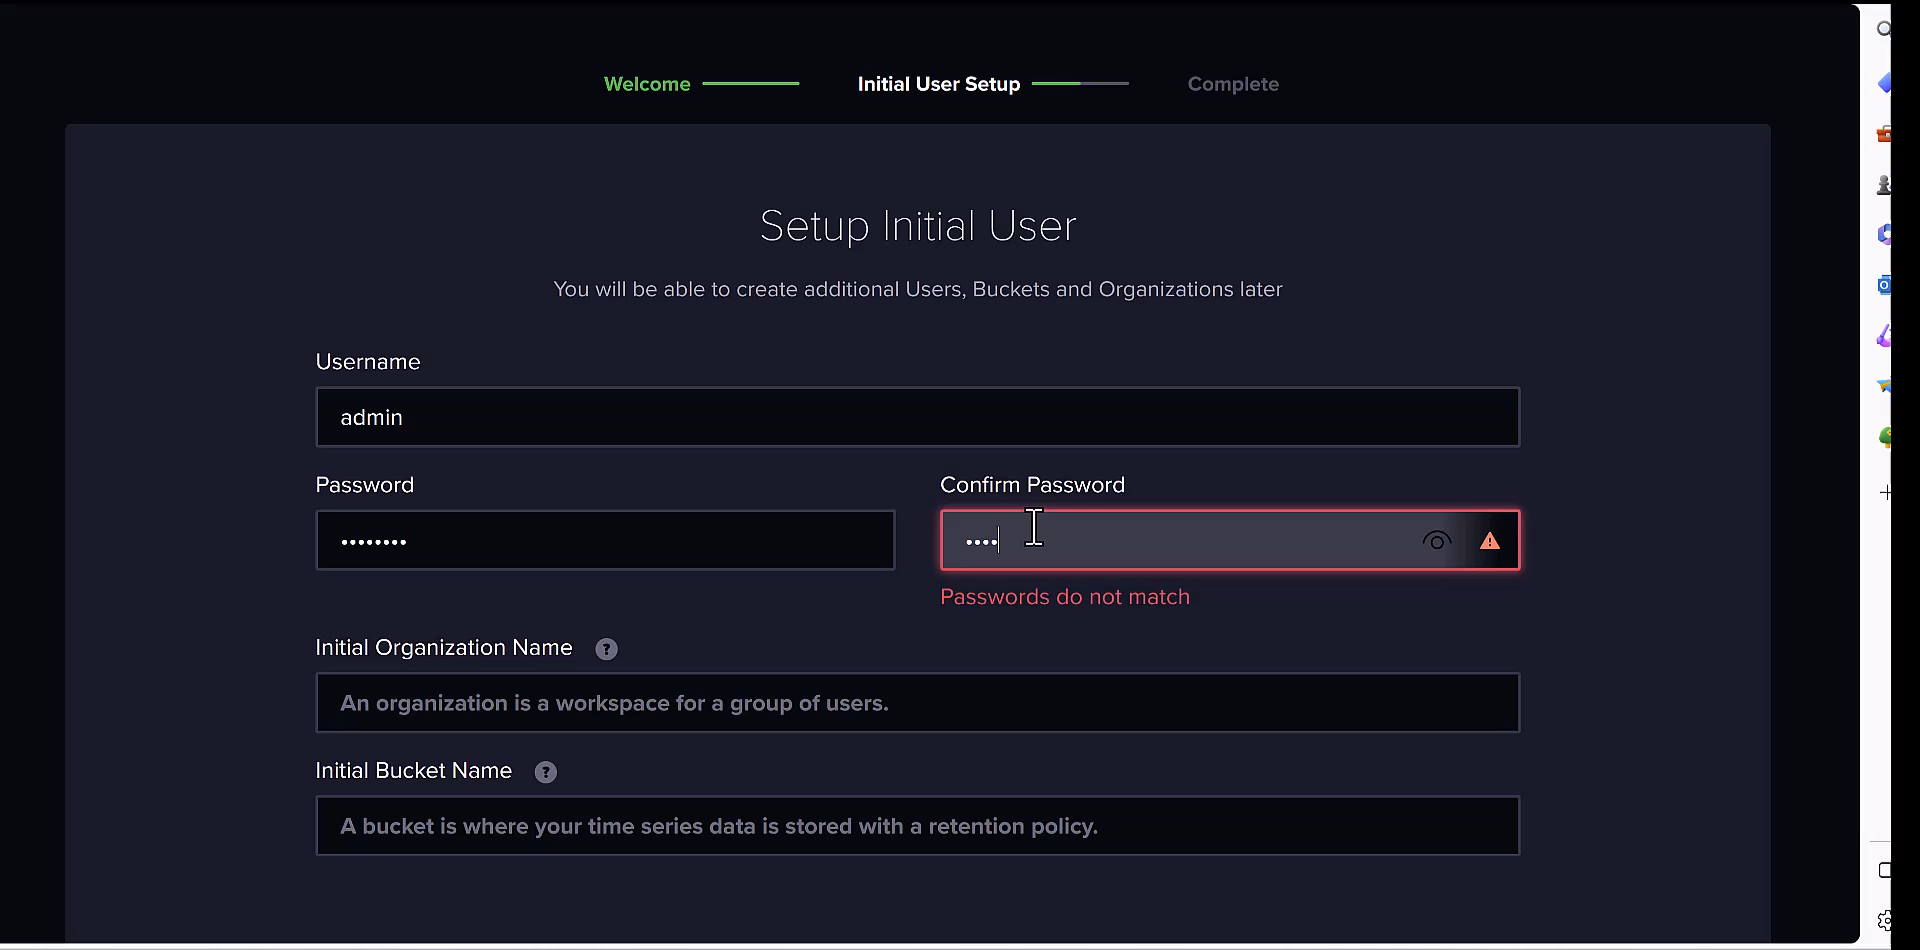 Welcome
Initial User Setup
Complete
Setup Initial User
You will be able to create additional Users, Buckets and Organizations later
Username
admin
Password
Confirm Password
••••••••
••••
Passwords do not match
Initial Organization Name ?
An organization is a workspace for a group of users.
Initial Bucket Name ?
A bucket is where your time series data is stored with a retention policy.